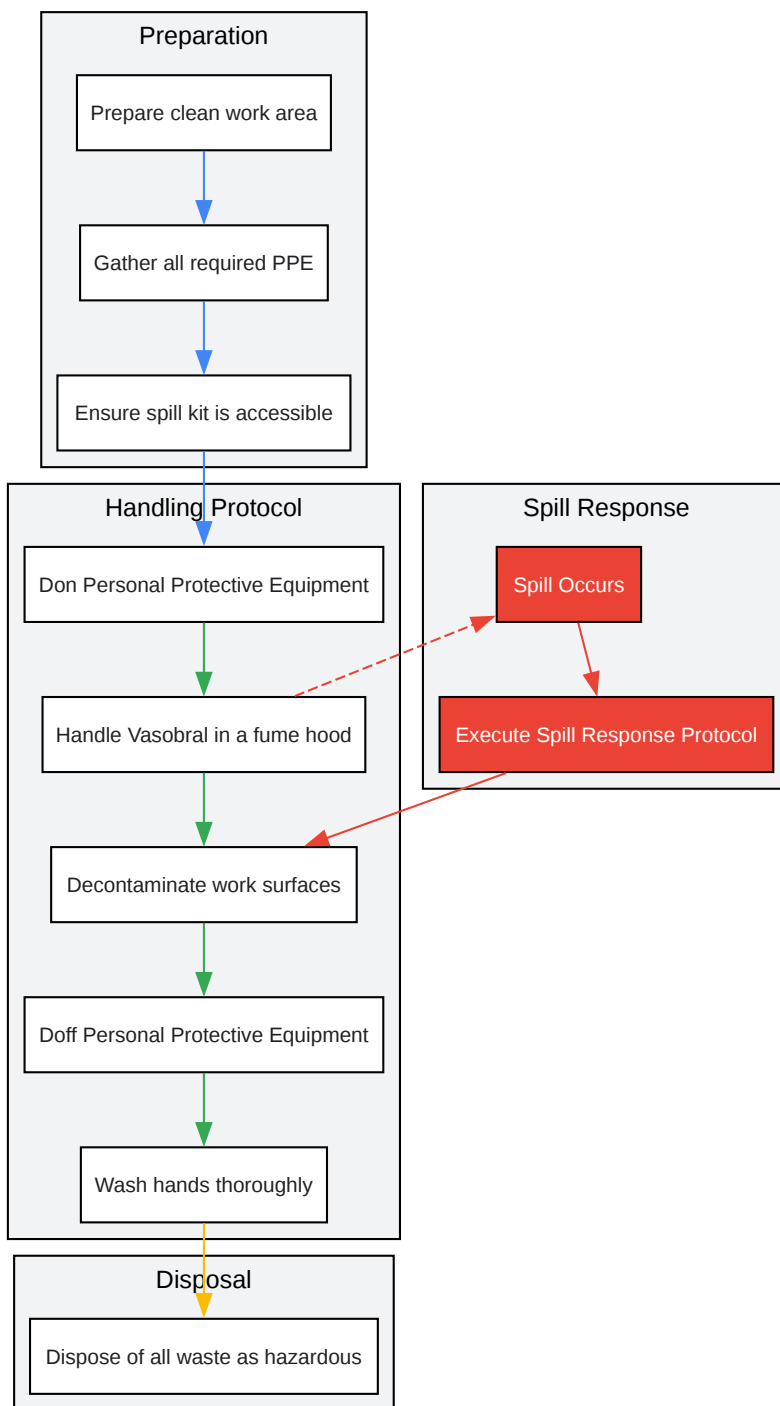 Preparation
Prepare clean work area
Gather all required PPE
Ensure spill kit is accessible
Handling Protocol
Don Personal Protective Equipment
Handle Vasobral in a fume hood
Decontaminate work surfaces
Doff Personal Protective Equipment
Wash hands thoroughly
Spill Response
Spill Occurs
Execute Spill Response Protocol
Disposal
Dispose of all waste as hazardous